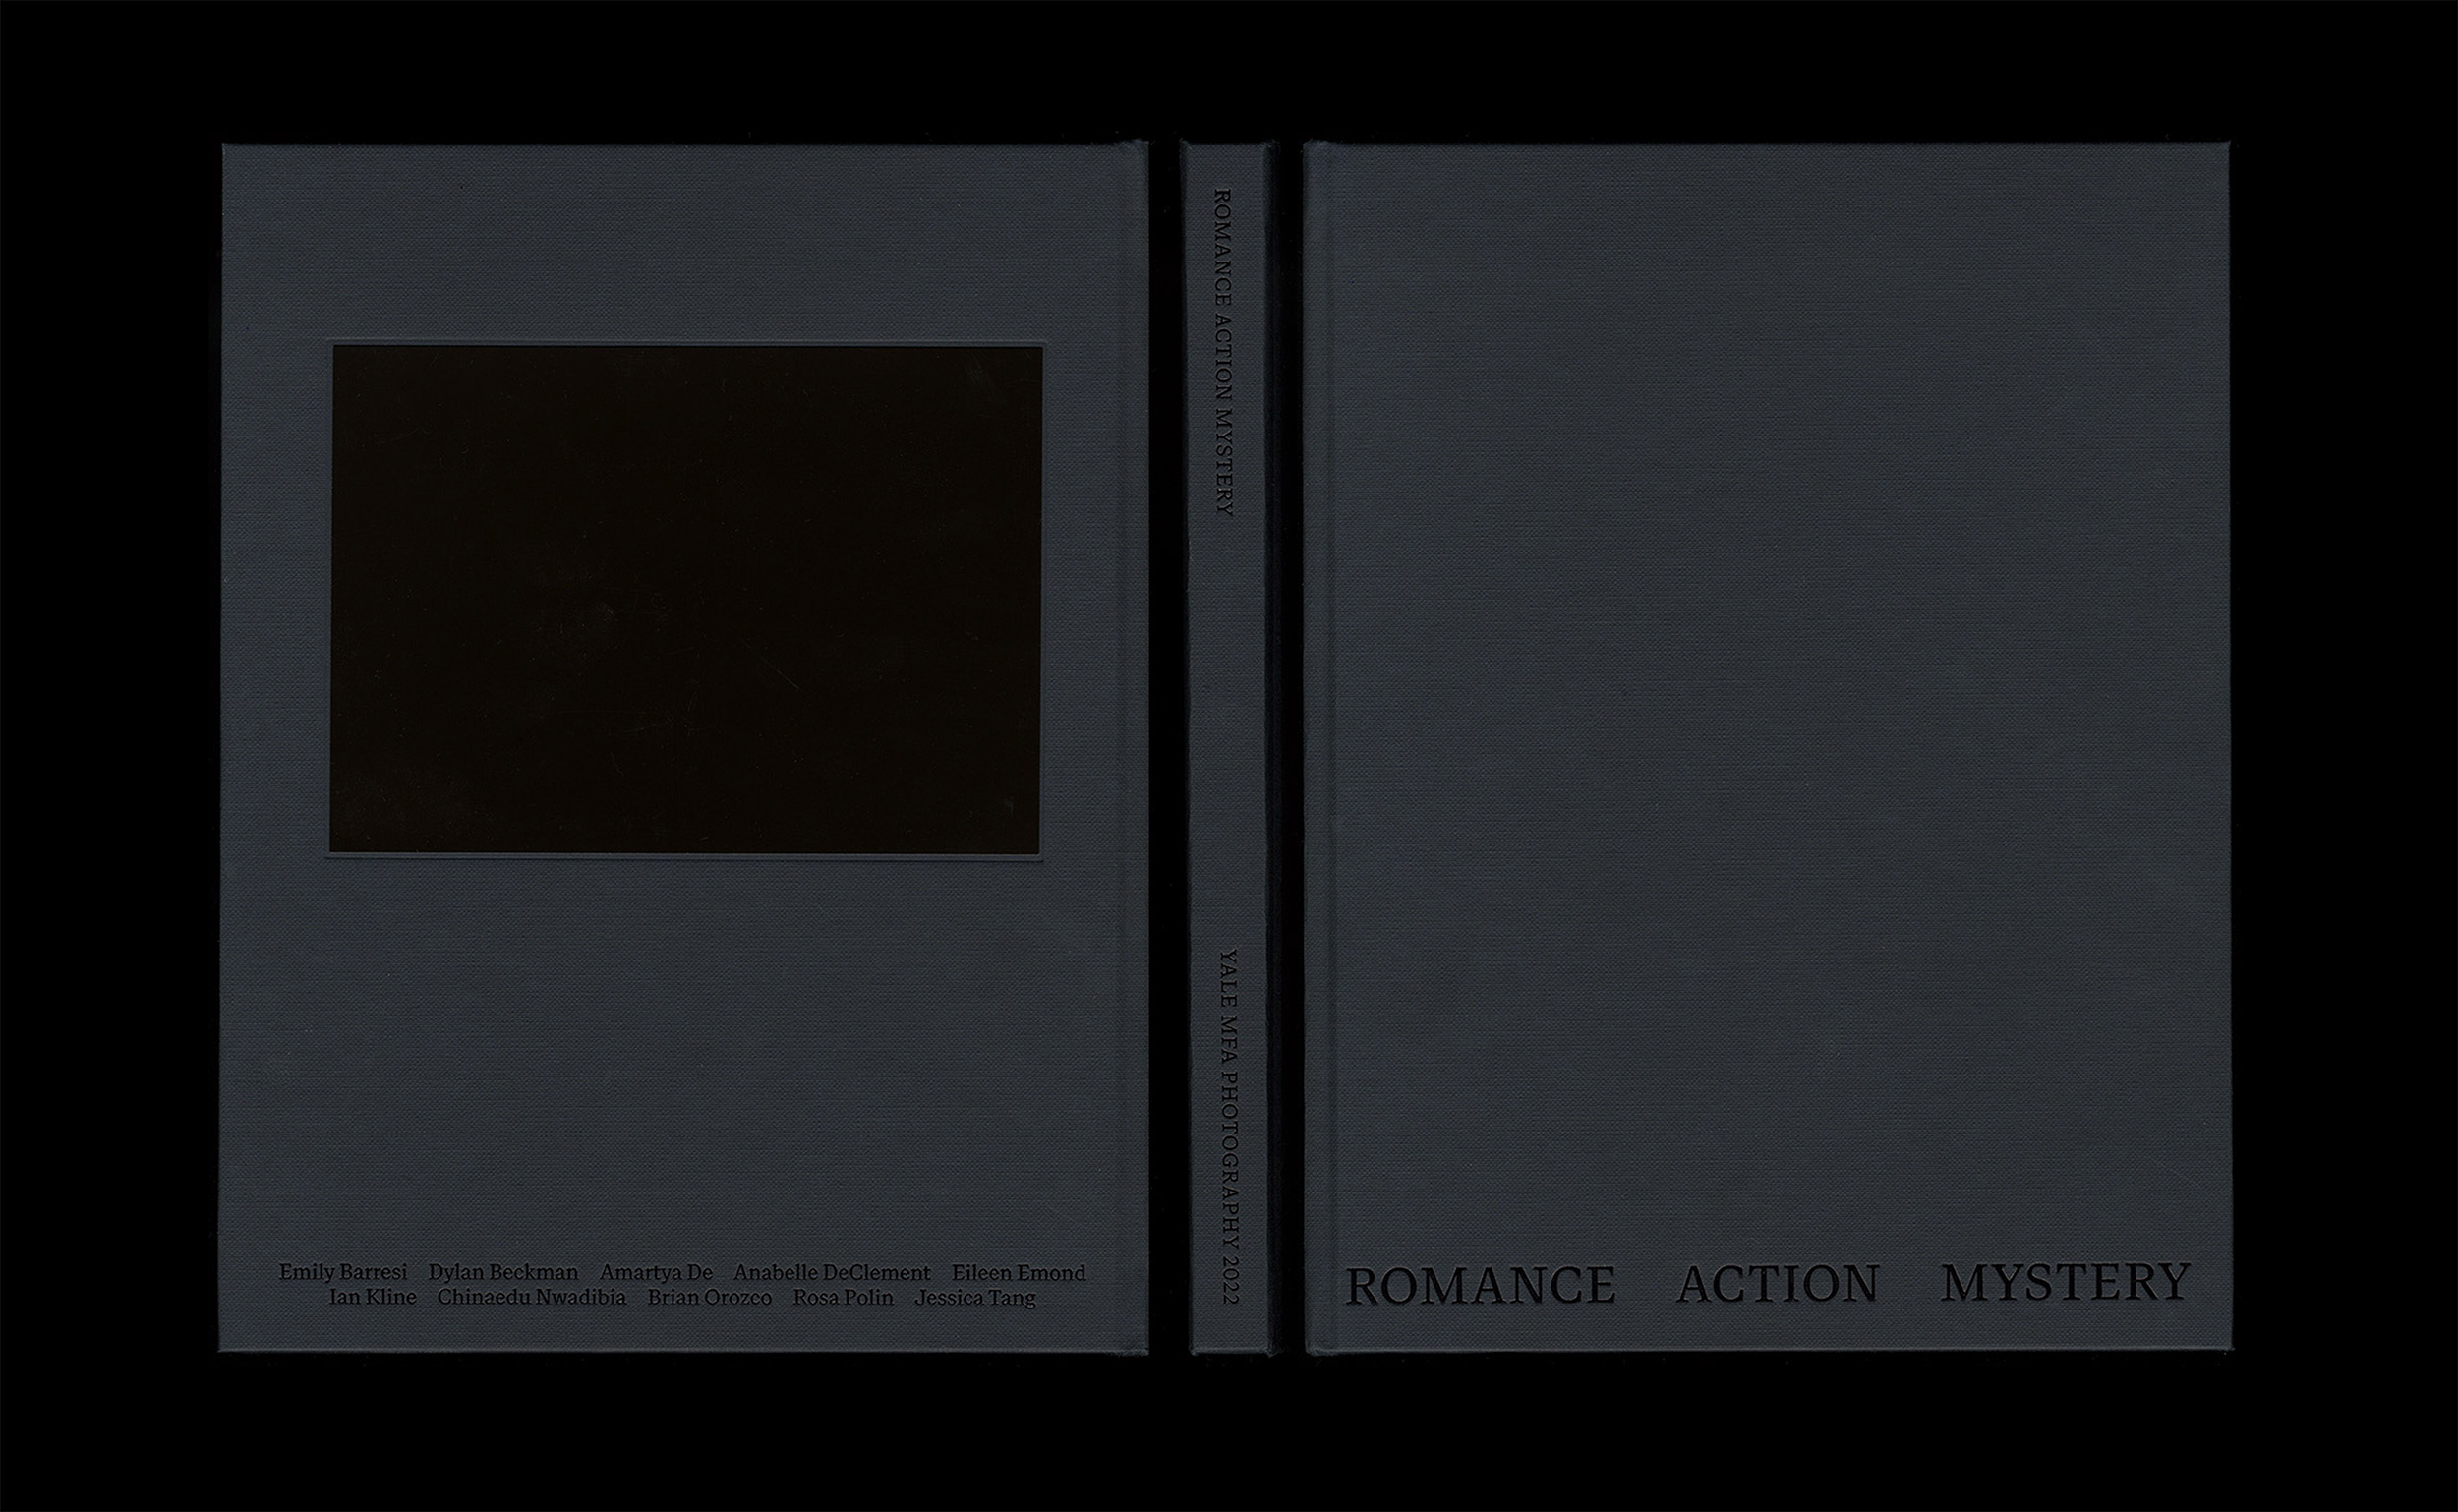 Emily Barresi Dylan Beckman Amartya De Anabelle DeClement Eileen Emond
Ian Kline Chinaedu Nwadibia Brian Orozco Rosa Polin Jessica Tang
ROMANCE ACTION MYSTERY
YALE MFA PHOTOGRAPHY 2022
ROMANCE ACTION MYSTERY